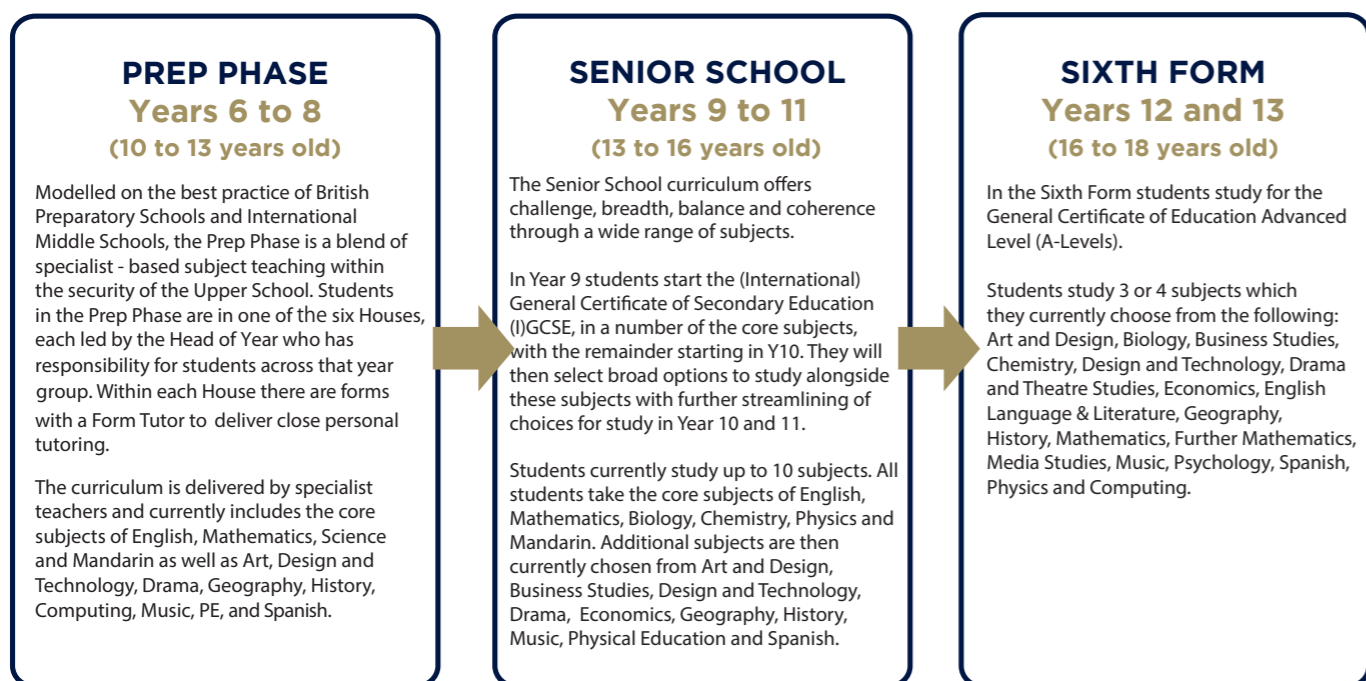 PREP PHASE
Years 6 to 8
(10 to 13 years old)
Modelled on the best practice of British
Preparatory Schools and International
Middle Schools, the Prep Phase is a blend of
specialist - based subject teaching within
the security of the Upper School. Students
in the Prep Phase are in one of the six Houses,
each led by the Head of Year who has
responsibility for students across that year
group. Within each House there are forms
with a Form Tutor to deliver close personal
tutoring.
The curriculum is delivered by specialist
teachers and currently includes the core
subjects of English, Mathematics, Science
and Mandarin as well as Art, Design and
Technology, Drama, Geography, History,
Computing, Music, PE, and Spanish.
SENIOR SCHOOL
Years 9 to 11
(13 to 16 years old)
The Senior School curriculum offers
challenge, breadth, balance and coherence
through a wide range of subjects.
In Year 9 students start the (International)
General Certificate of Secondary Education
(I)GCSE, in a number of the core subjects,
with the remainder starting in Y10. They will
then select broad options to study alongside
these subjects with further streamlining of
choices for study in Year 10 and 11.
Students currently study up to 10 subjects. All
students take the core subjects of English,
Mathematics, Biology, Chemistry, Physics and
Mandarin. Additional subjects are then
currently chosen from Art and Design,
Business Studies, Design and Technology,
Drama, Economics, Geography, History,
Music, Physical Education and Spanish.
SIXTH FORM
Years 12 and 13
(16 to 18 years old)
In the Sixth Form students study for the
General Certificate of Education Advanced
Level (A-Levels).
Students study 3 or 4 subjects which
they currently choose from the following:
Art and Design, Biology, Business Studies,
Chemistry, Design and Technology, Drama
and Theatre Studies, Economics, English
Language & Literature, Geography,
History, Mathematics, Further Mathematics,
Media Studies, Music, Psychology, Spanish,
Physics and Computing.